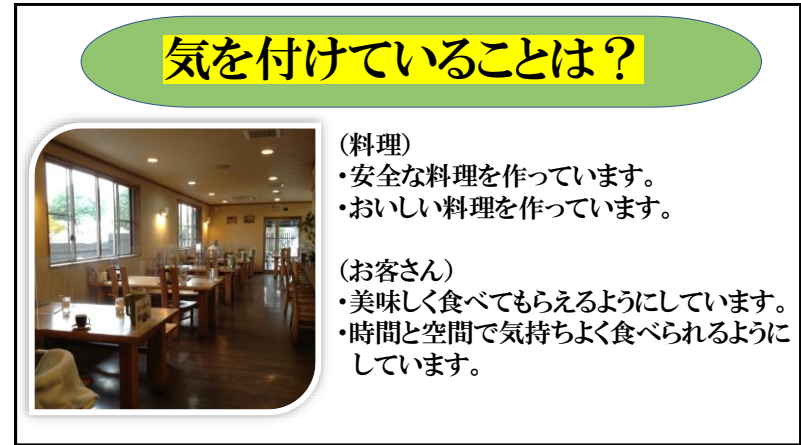 気を付けていることは？
（料理）
・安全な料理を作っています。
・おいしい料理を作っています。
（お客さん）
・美味しく食べてもらえるようにしています。
・時間と空間で気持ちよく食べられるように
しています。